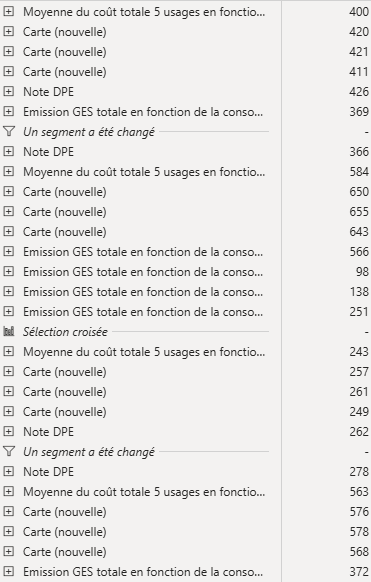 Moyenne du coût totale 5 usages en fonctio... 400
Carte (nouvelle) 420
Carte (nouvelle) 421
Carte (nouvelle) 411
Note DPE 426
Emission GES totale en fonction de la conso... 369
Un segment a été changé -
Note DPE 366
Moyenne du coût totale 5 usages en fonctio... 584
Carte (nouvelle) 650
Carte (nouvelle) 655
Carte (nouvelle) 643
Emission GES totale en fonction de la conso... 566
Emission GES totale en fonction de la conso... 98
Emission GES totale en fonction de la conso... 138
Emission GES totale en fonction de la conso... 251
Sélection croisée -
Moyenne du coût totale 5 usages en fonctio... 243
Carte (nouvelle) 257
Carte (nouvelle) 261
Carte (nouvelle) 249
Note DPE 262
Un segment a été changé -
Note DPE 278
Moyenne du coût totale 5 usages en fonctio... 563
Carte (nouvelle) 576
Carte (nouvelle) 578
Carte (nouvelle) 568
Emission GES totale en fonction de la conso... 372